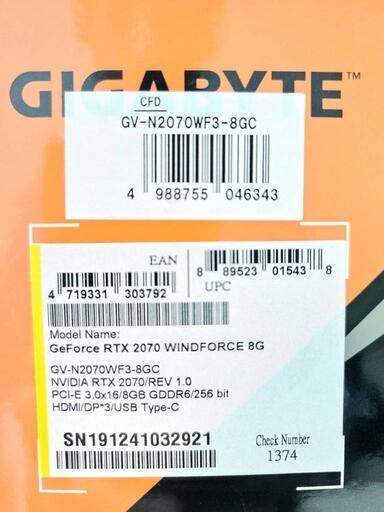 GIGABYTE™
CFD
GV-N2070WF3-8GC
4 988755 046343
EAN
4 719331 303792
8 89523 01543 8
UPC
Model Name:
GeForce RTX 2070 WINDFORCE 8G
GV-N2070WF3-8GC
NVIDIA RTX 2070/REV 1.0
PCI-E 3.0x16/8GB GDDR6/256 bit
HDMI/DP*3/USB Type-C
SN191241032921
Check Number
1374